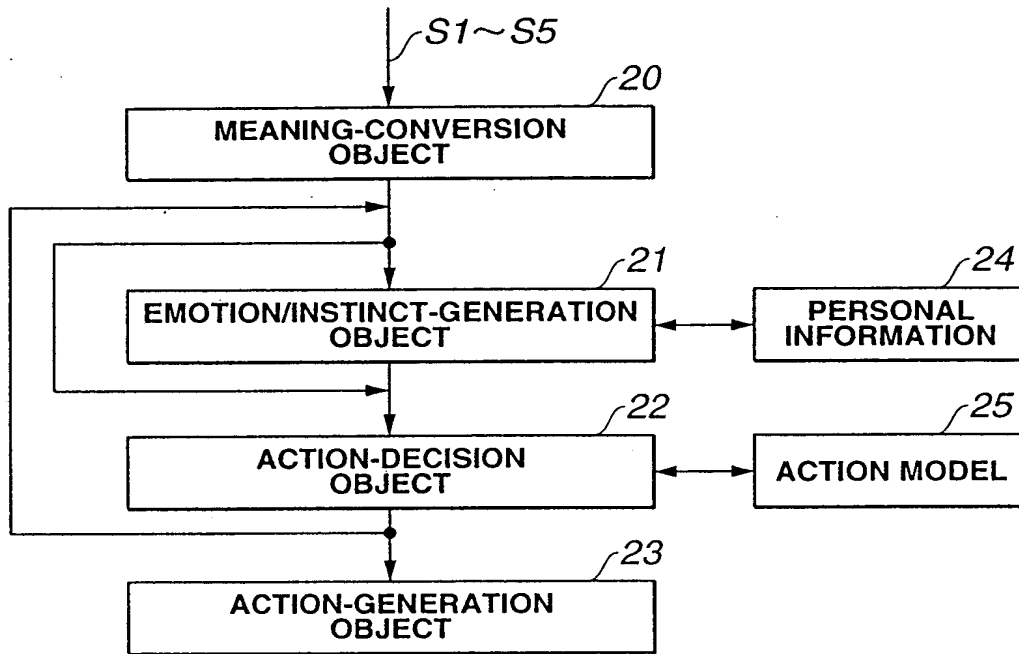 S1~S5
20
MEANING-CONVERSION
OBJECT
21
EMOTION/INSTINCT-GENERATION
OBJECT
24
PERSONAL
INFORMATION
22
ACTION-DECISION
OBJECT
25
ACTION MODEL
23
ACTION-GENERATION
OBJECT